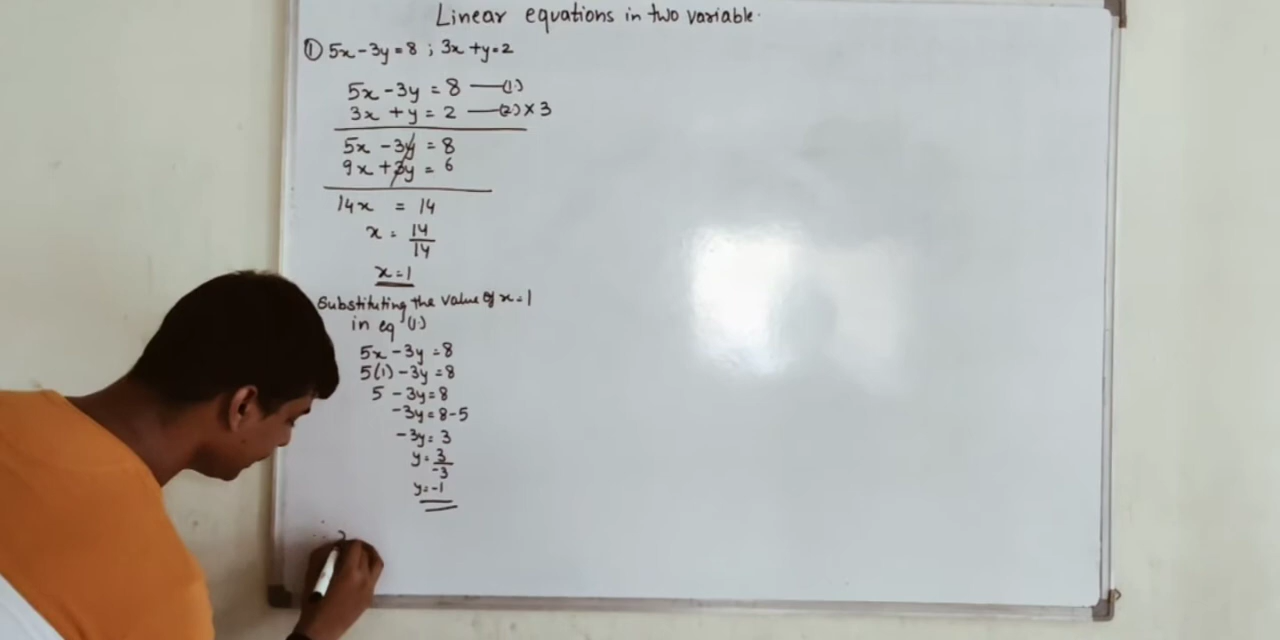 Linear equations in two variable.
① 5x - 3y = 8 ; 3x + y = 2
5x - 3y = 8 —(1.)
3x + y = 2 —(2) × 3
5x - 3y = 8
9x + 3y = 6
14x = 14
x = 14/14
x = 1
Substituting the value of x = 1
in eq (1.)
5x - 3y = 8
5(1) - 3y = 8
5 - 3y = 8
-3y = 8 - 5
-3y = 3
y = 3/-3
y = -1